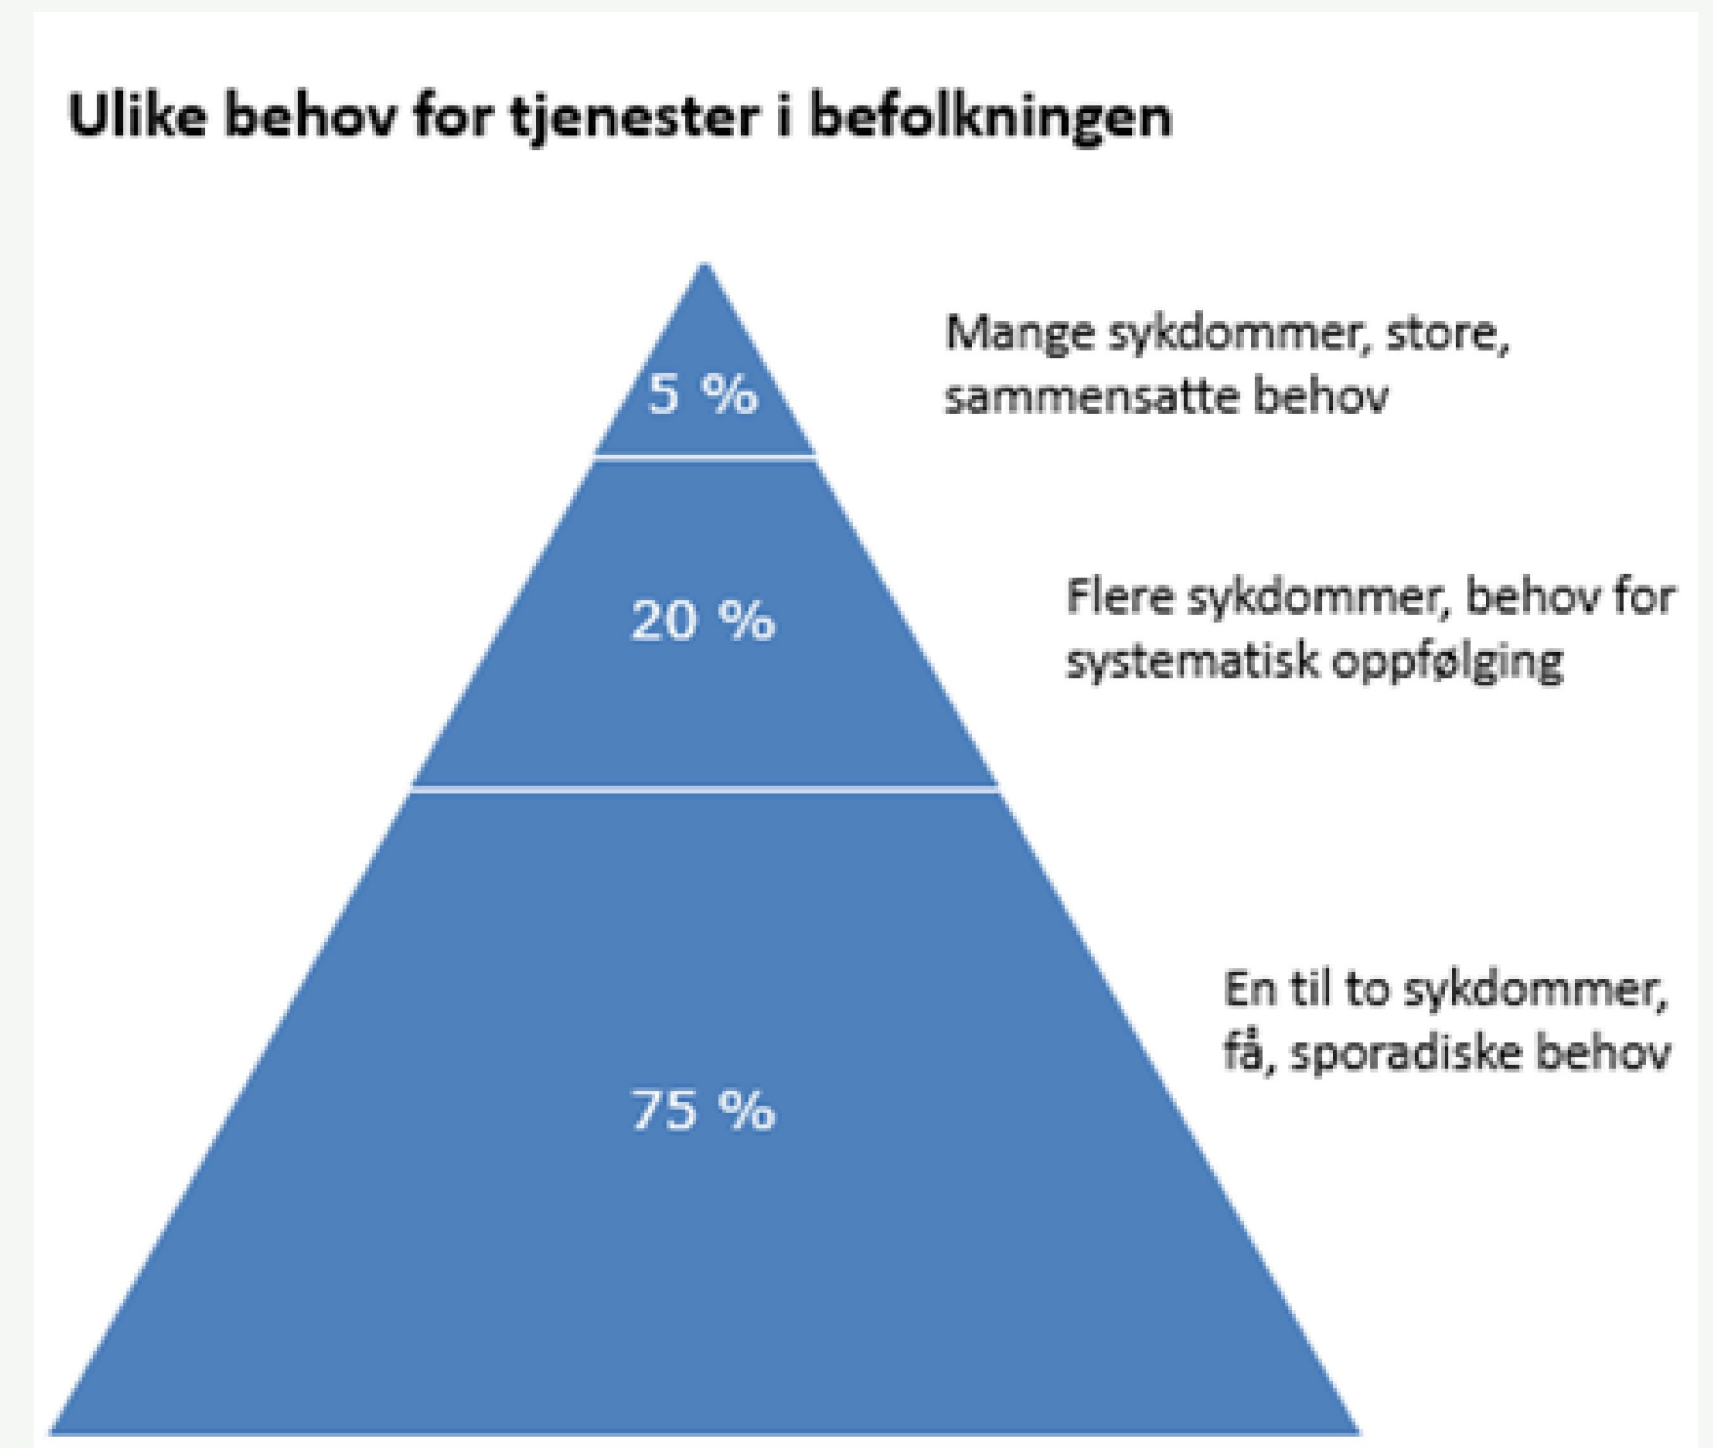 Ulike behov for tjenester i befolkningen
5 %
Mange sykdommer, store,
sammensatte behov
20 %
Flere sykdommer, behov for
systematisk oppfølging
75 %
En til to sykdommer,
få, sporadiske behov